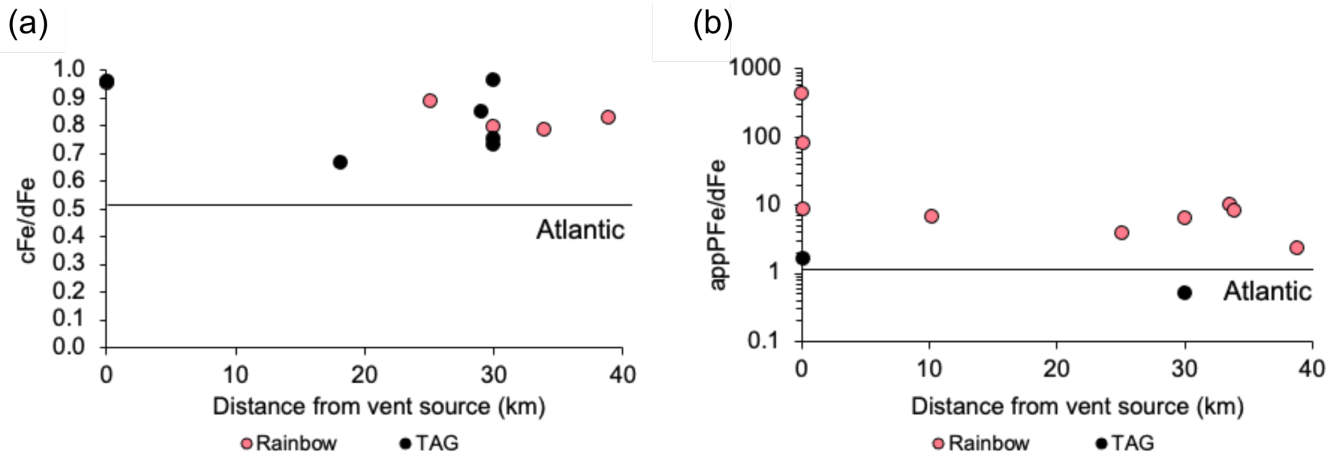 (a)
1.0
0.9
0.8
0.7
0.6
0.5
0.4
0.3
0.2
0.1
0.0
cFe/dFe
Atlantic
0 10 20 30 40
Distance from vent source (km)
Rainbow TAG
(b)
1000
100
10
1
0.1
appPFe/dFe
Atlantic
0 10 20 30 40
Distance from vent source (km)
Rainbow TAG